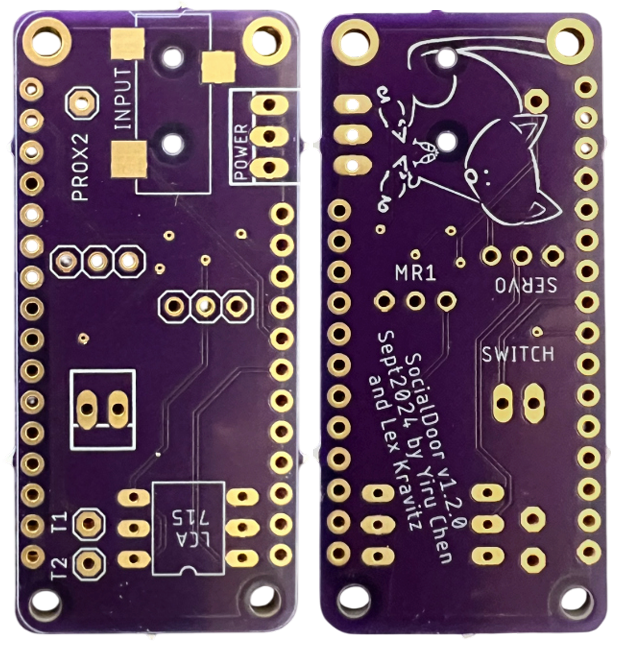 INPUT
PROX2
POWER
T1
T2
LCA
715
MR1
SERVO
SWITCH
SocialDoor v1.2.0
Sept2024 by Yiru Chen
and Lex Kravitz